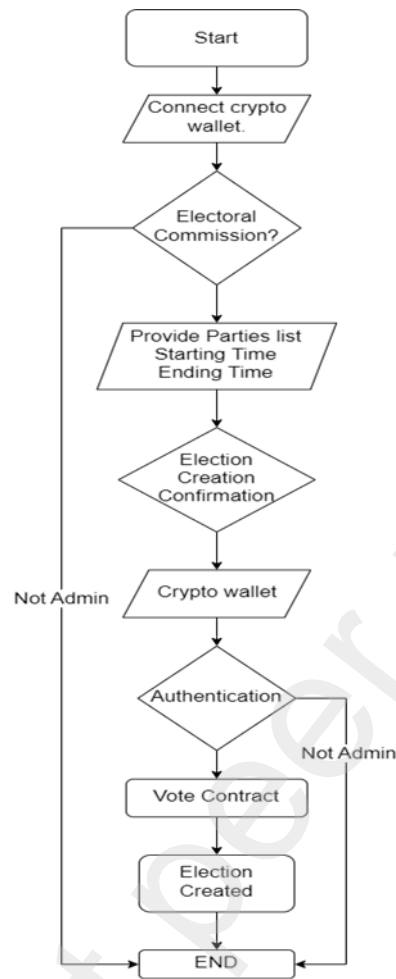 Start
Connect crypto
wallet.
Electoral
Commission?
Provide Parties list
Starting Time
Ending Time
Election
Creation
Confirmation
Not Admin
Crypto wallet
Authentication
Not Admin
Vote Contract
Election
Created
END
t peer